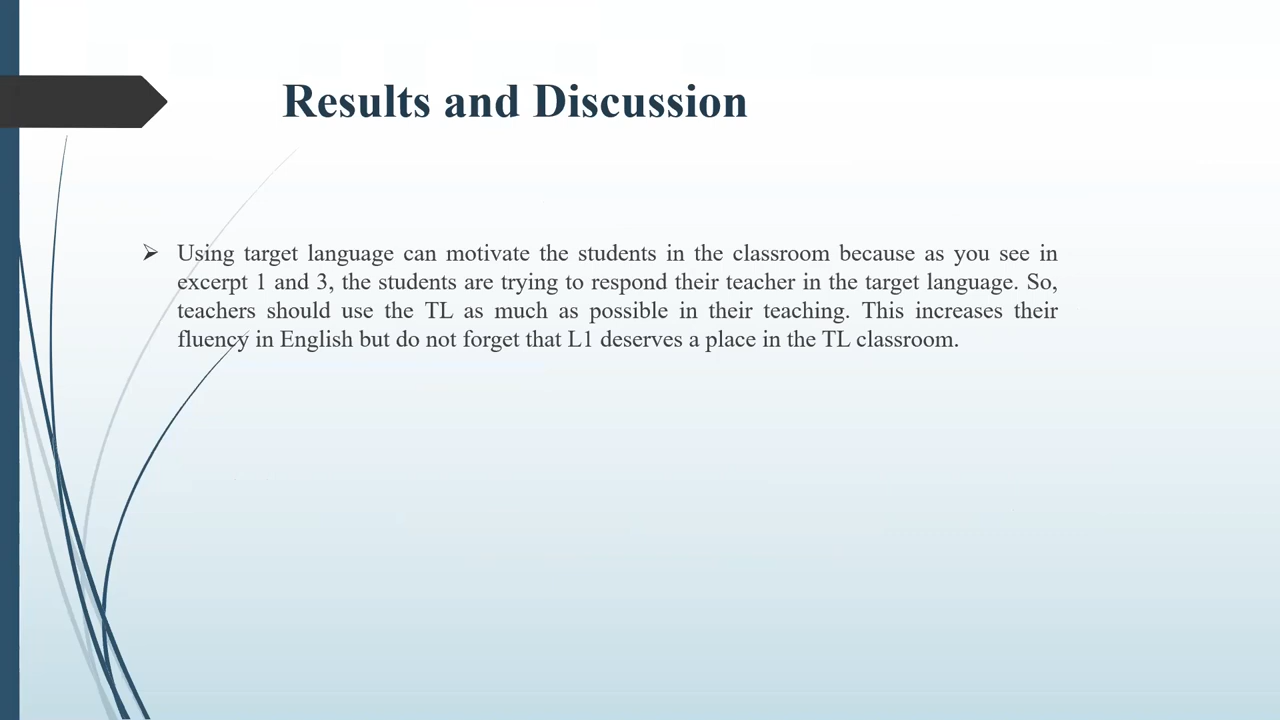 Results and Discussion
Using target language can motivate the students in the classroom because as you see in
excerpt 1 and 3, the students are trying to respond their teacher in the target language. So,
teachers should use the TL as much as possible in their teaching. This increases their
fluency in English but do not forget that L1 deserves a place in the TL classroom.